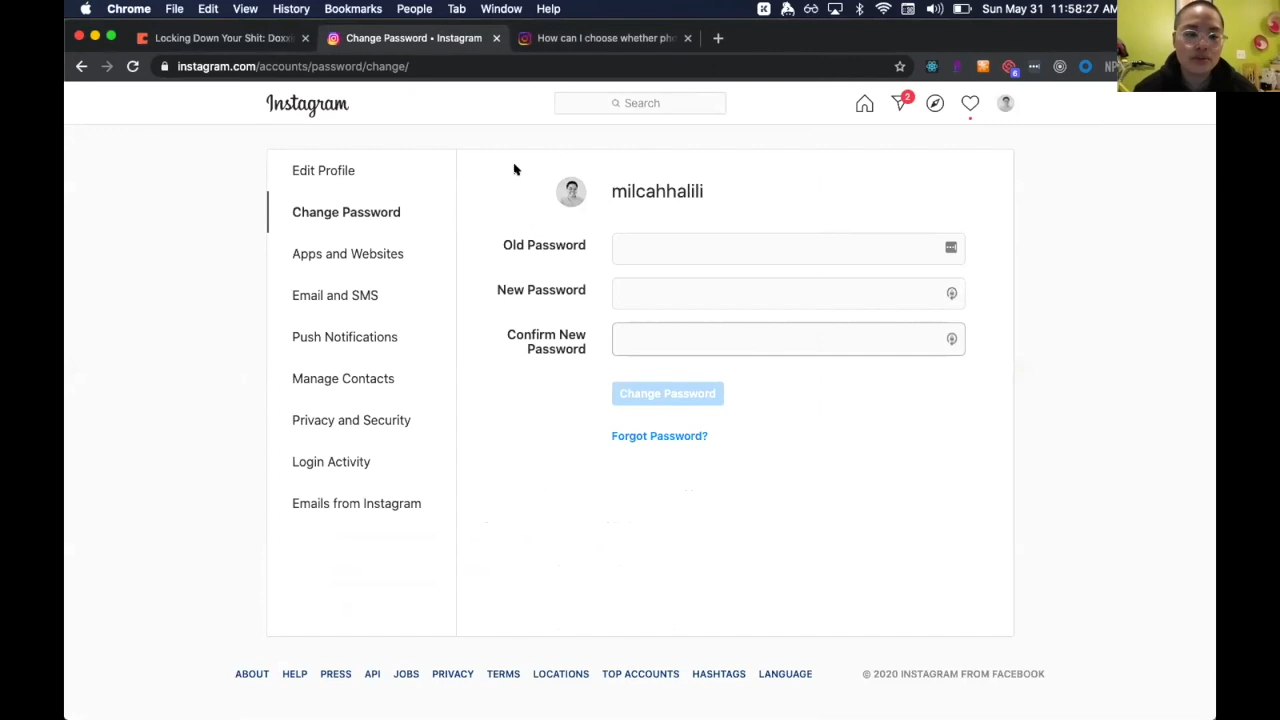 Chrome File Edit View History Bookmarks People Tab Window Help Sun May 31 11:58:27
Locking Down Your Shit: Doxxi
Change Password • Instagram
How can I choose whether pho
instagram.com/accounts/password/change/
6
NP
Instagram
Search
2
Edit Profile
Change Password
Apps and Websites
Email and SMS
Push Notifications
Manage Contacts
Privacy and Security
Login Activity
Emails from Instagram
milcahhalili
Old Password
New Password
Confirm New
Password
Change Password
Forgot Password?
ABOUT HELP PRESS API JOBS PRIVACY TERMS LOCATIONS TOP ACCOUNTS HASHTAGS LANGUAGE © 2020 INSTAGRAM FROM FACEBOOK